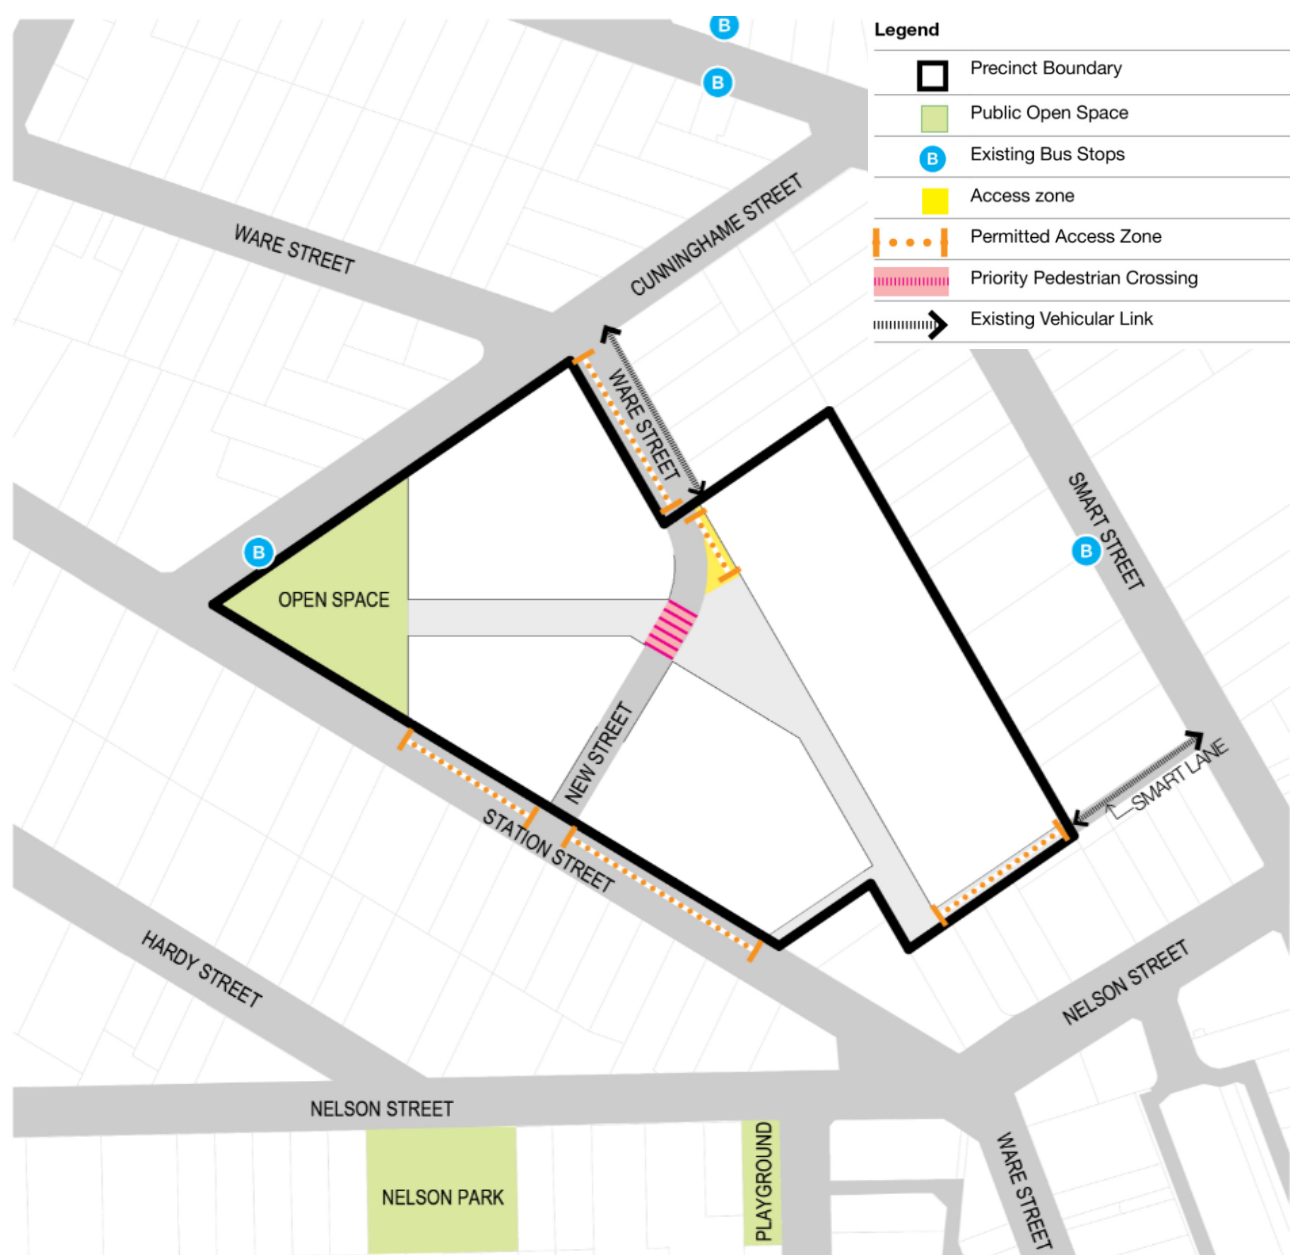 B
Legend
Precinct Boundary
B
Public Open Space
B
Existing Bus Stops
Access zone
CUNNINGHAME STREET
WARE STREET
Permitted Access Zone
Priority Pedestrian Crossing
Existing Vehicular Link
WARE STREET
SMART STREET
B
B
OPEN SPACE
NEW STREET
SMART LANE
STATION STREET
HARDY STREET
NELSON STREET
NELSON STREET
NELSON PARK
PLAYGROUND
WARE STREET